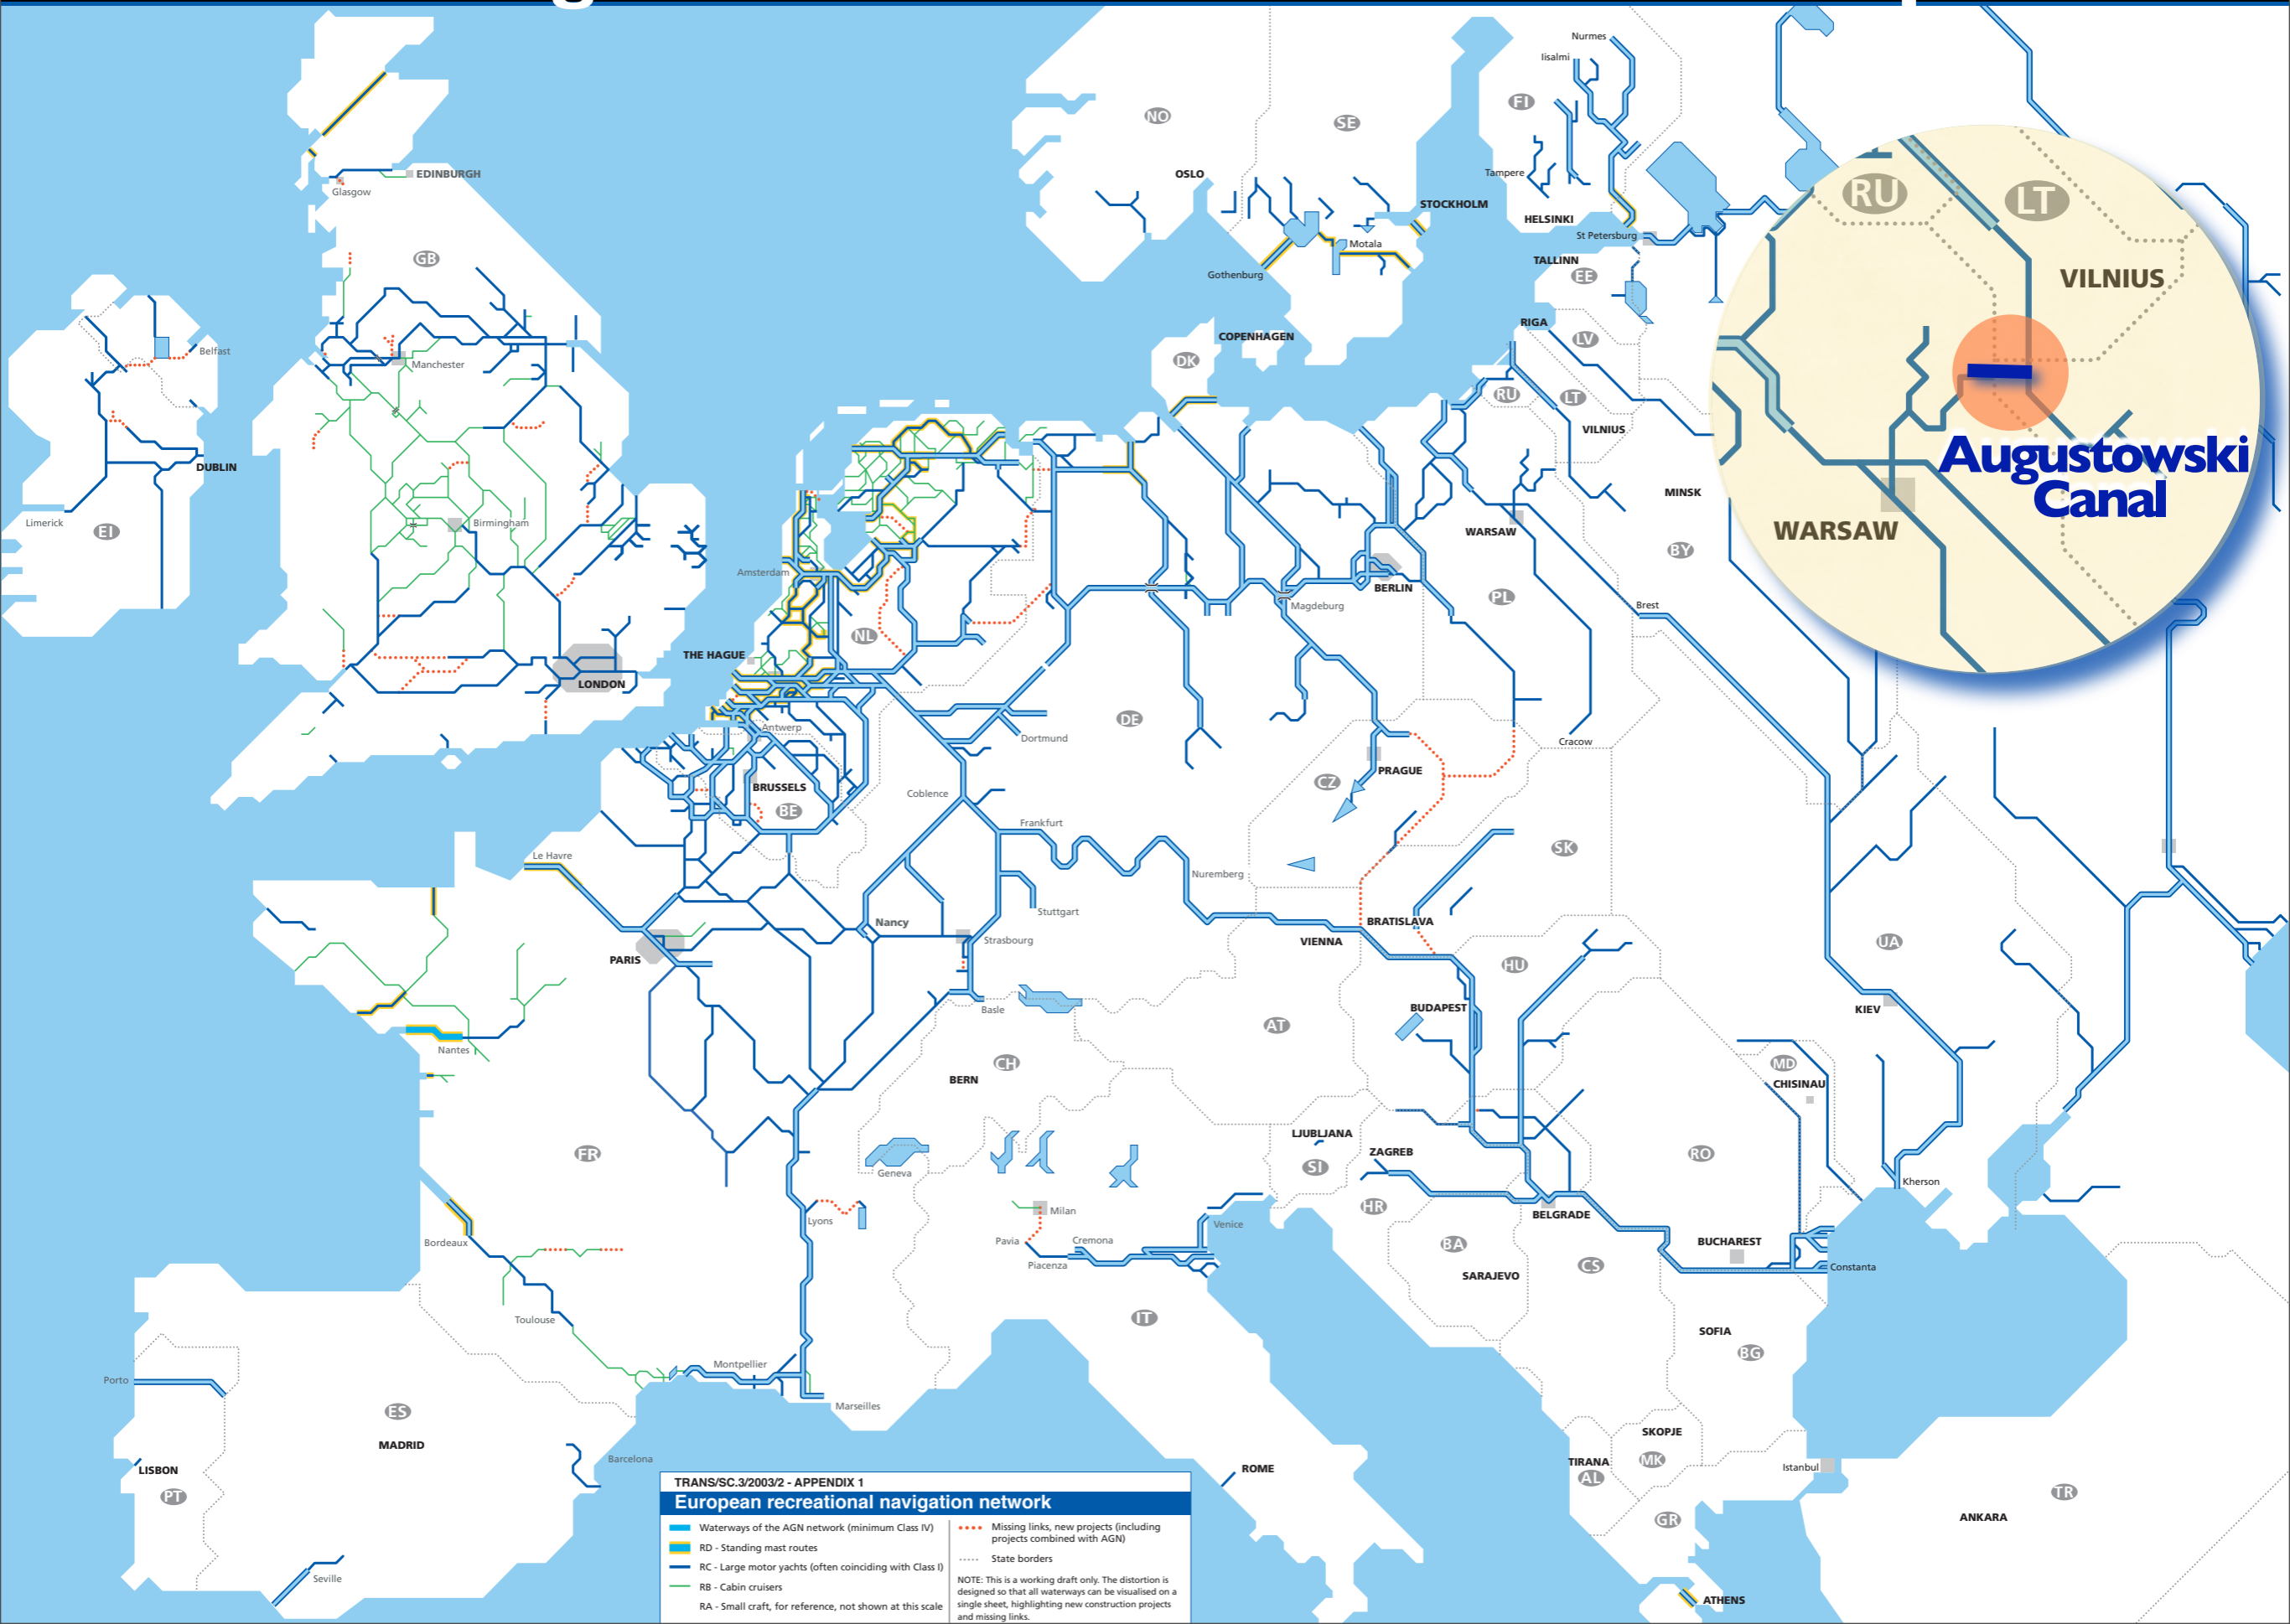 Nurmes
Iisalmi
NO
SE
FI
EDINBURGH
Glasgow
OSLO
Tampere
STOCKHOLM
HELSINKI
St Petersburg
Motala
Gothenburg
TALLINN
EE
GB
RU
LT
VILNIUS
RIGA
COPENHAGEN
LV
DK
Belfast
Manchester
RU
LT
VILNIUS
DUBLIN
Augustowski
Canal
WARSAW
Limerick
EI
Birmingham
MINSK
WARSAW
BY
Amsterdam
BERLIN
Magdeburg
PL
Brest
NL
THE HAGUE
LONDON
DE
Antwerp
Dortmund
Cracow
PRAGUE
CZ
BRUSSELS
BE
Coblence
Frankfurt
SK
Le Havre
Nuremberg
Stuttgart
Nancy
BRATISLAVA
VIENNA
Strasbourg
UA
PARIS
HU
Basle
BUDAPEST
KIEV
AT
Nantes
CH
BERN
MD
CHISINAU
LJUBLJANA
ZAGREB
SI
RO
FR
Geneva
Kherson
HR
Milan
BELGRADE
Lyons
Venice
Pavia
Cremona
Piacenza
BA
BUCHAREST
Bordeaux
SARAJEVO
CS
Constanta
IT
Toulouse
SOFIA
BG
Montpellier
Porto
Marseilles
ES
MADRID
SKOPJE
Barcelona
LISBON
PT
ROME
TIRANA
AL
MK
Istanbul
TR
ANKARA
GR
Seville
ATHENS
TRANS/SC.3/2003/2 - APPENDIX 1
European recreational navigation network
Waterways of the AGN network (minimum Class IV)
RD - Standing mast routes
RC - Large motor yachts (often coinciding with Class I)
RB - Cabin cruisers
RA - Small craft, for reference, not shown at this scale
Missing links, new projects (including
projects combined with AGN)
State borders
NOTE: This is a working draft only. The distortion is
designed so that all waterways can be visualised on a
single sheet, highlighting new construction projects
and missing links.